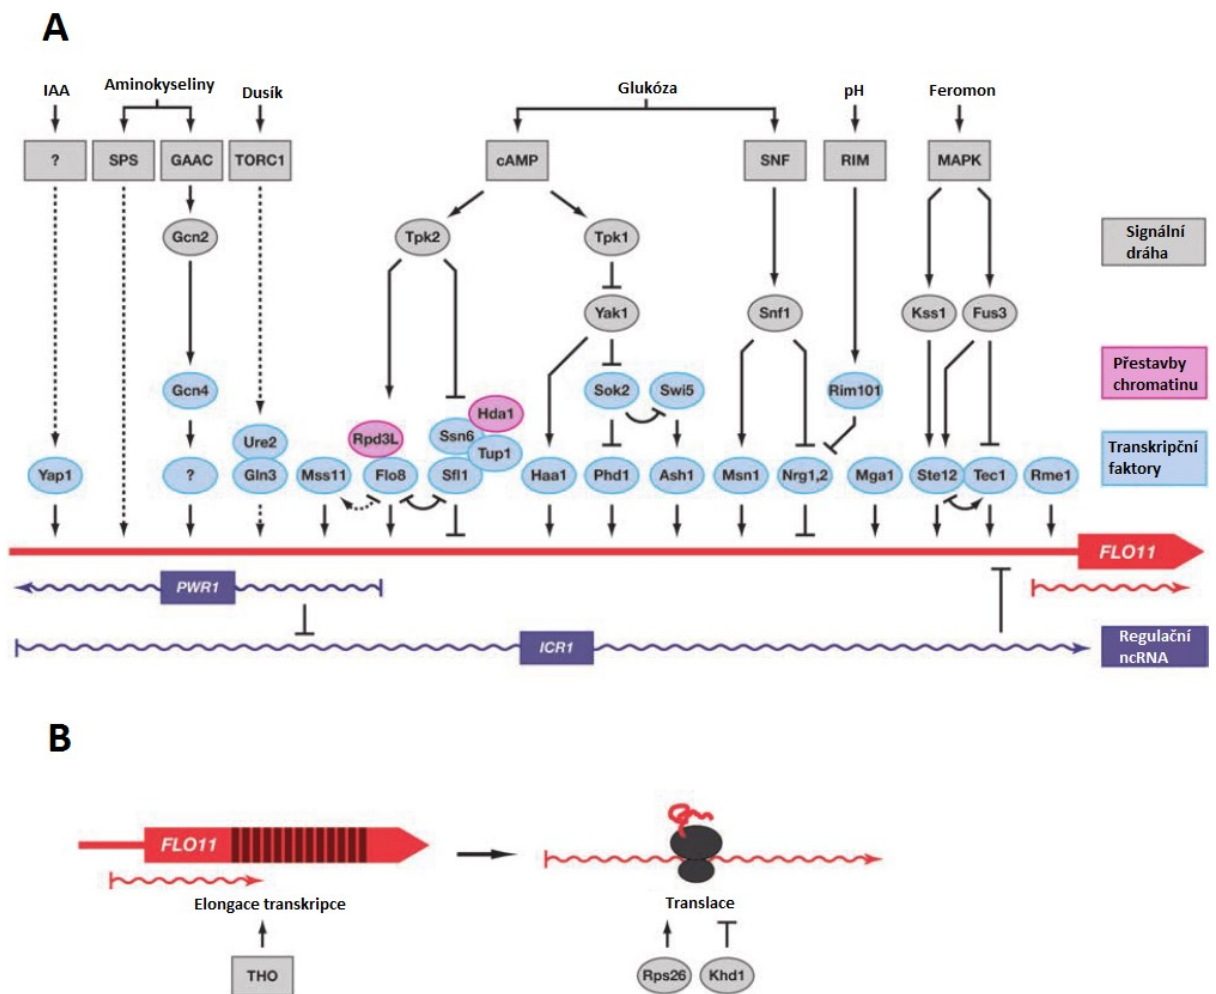 A
IAA
Aminokyseliny
Dusík
Glukóza
pH
Feromon
?
SPS
GAAC
TORC1
cAMP
SNF
RIM
MAPK
Gcn2
Tpk2
Tpk1
Signální
dráha
Yak1
Snf1
Kss1
Fus3
Gcn4
Sok2
Swi5
Rim101
Přestavby
chromatinu
Hda1
Ure2
Rpd3L
Ssn6
Tup1
Transkripční
faktory
Yap1
?
Gln3
Mss11
Flo8
Sfl1
Haa1
Phd1
Ash1
Msn1
Nrg1,2
Mga1
Ste12
Tec1
Rme1
FLO11
PWR1
ICR1
Regulační
ncRNA
B
FLO11
Elongace transkripce
Translace
THO
Rps26
Khd1